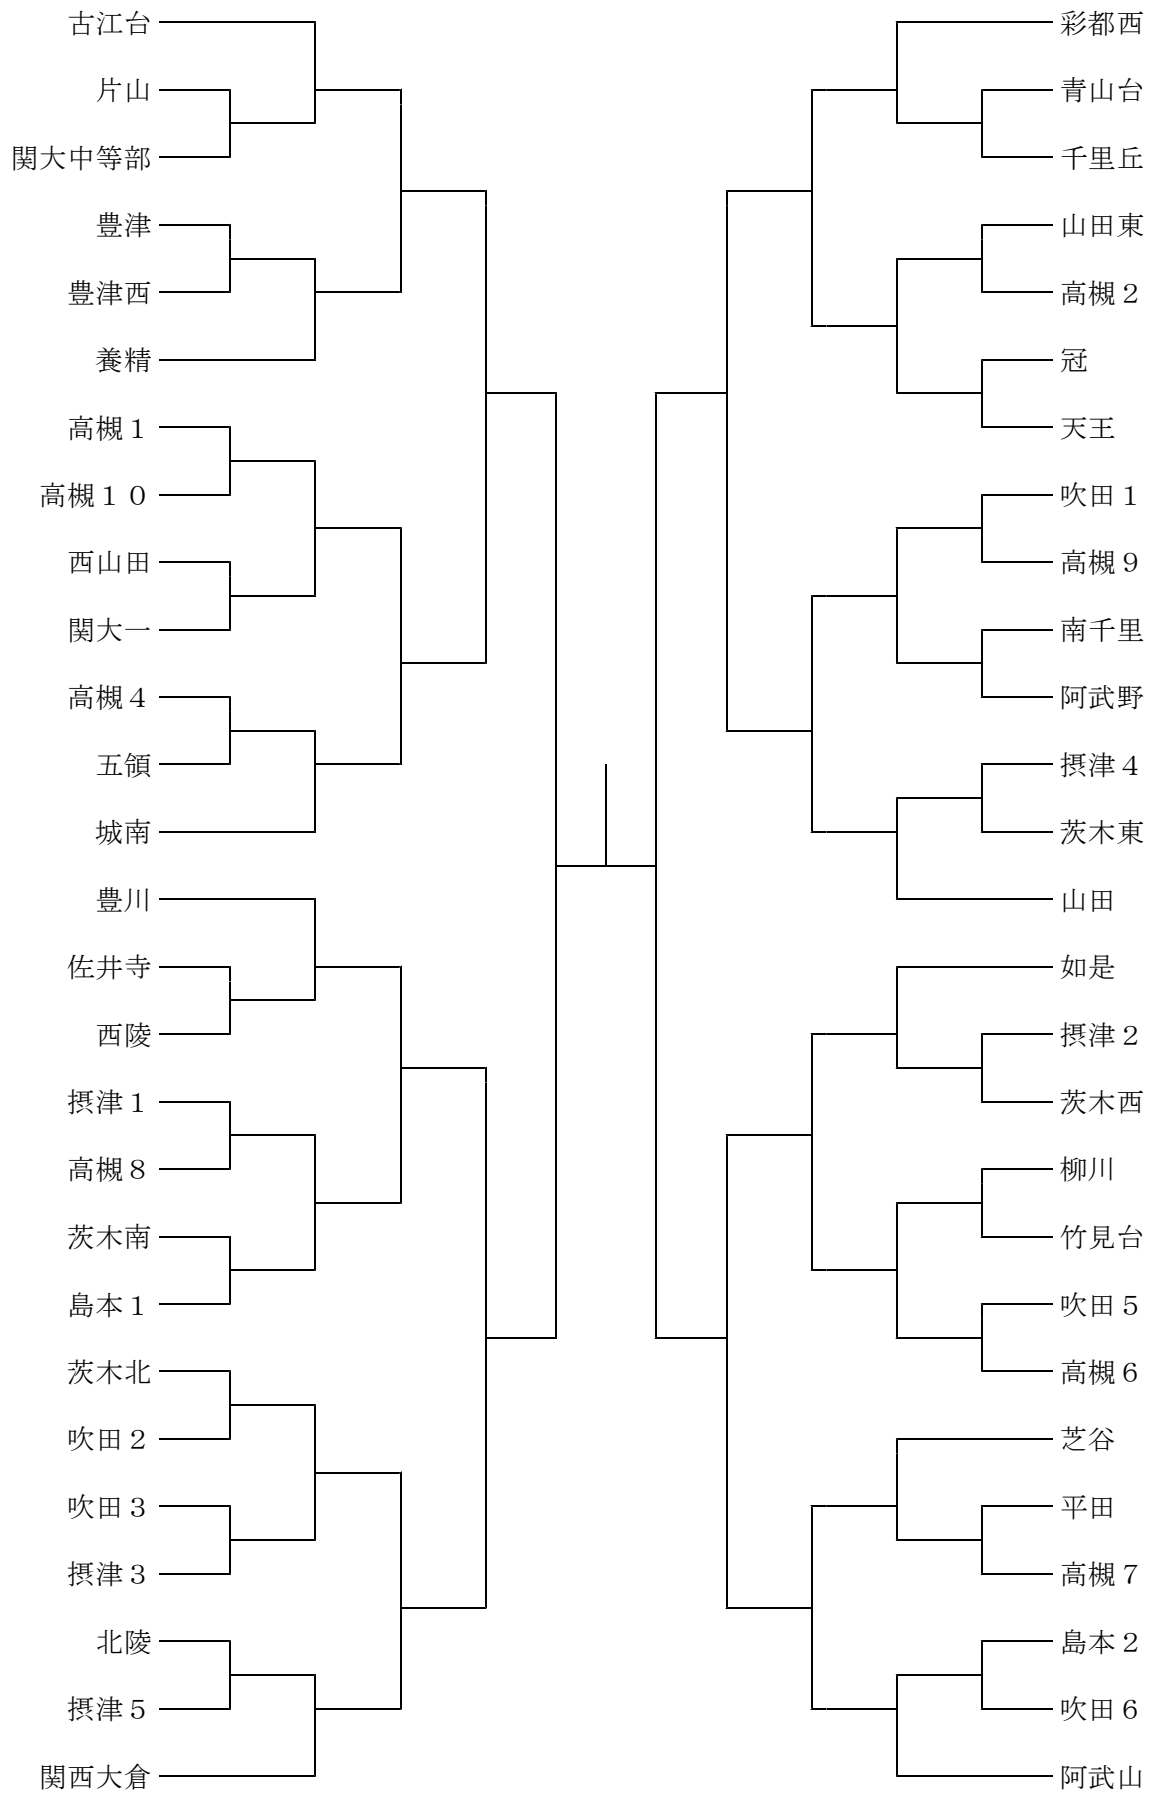 古江台
片山
関大中等部
豊津
豊津西
養精
高槻１
高槻１０
西山田
関大一
高槻４
五領
城南
豊川
佐井寺
西陵
摂津１
高槻８
茨木南
島本１
茨木北
吹田２
吹田３
摂津３
北陵
摂津５
関西大倉
彩都西
青山台
千里丘
山田東
高槻２
冠
天王
吹田１
高槻９
南千里
阿武野
摂津４
茨木東
山田
如是
摂津２
茨木西
柳川
竹見台
吹田５
高槻６
芝谷
平田
高槻７
島本２
吹田６
阿武山